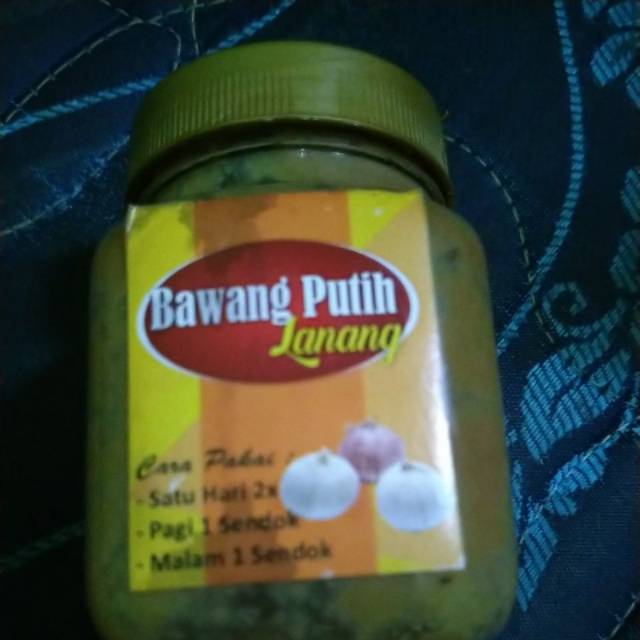 Bawang Putih
Lanang
Cara Pakai :
- Satu Hari 2x
- Pagi 1 Sendok
- Malam 1 Sendok